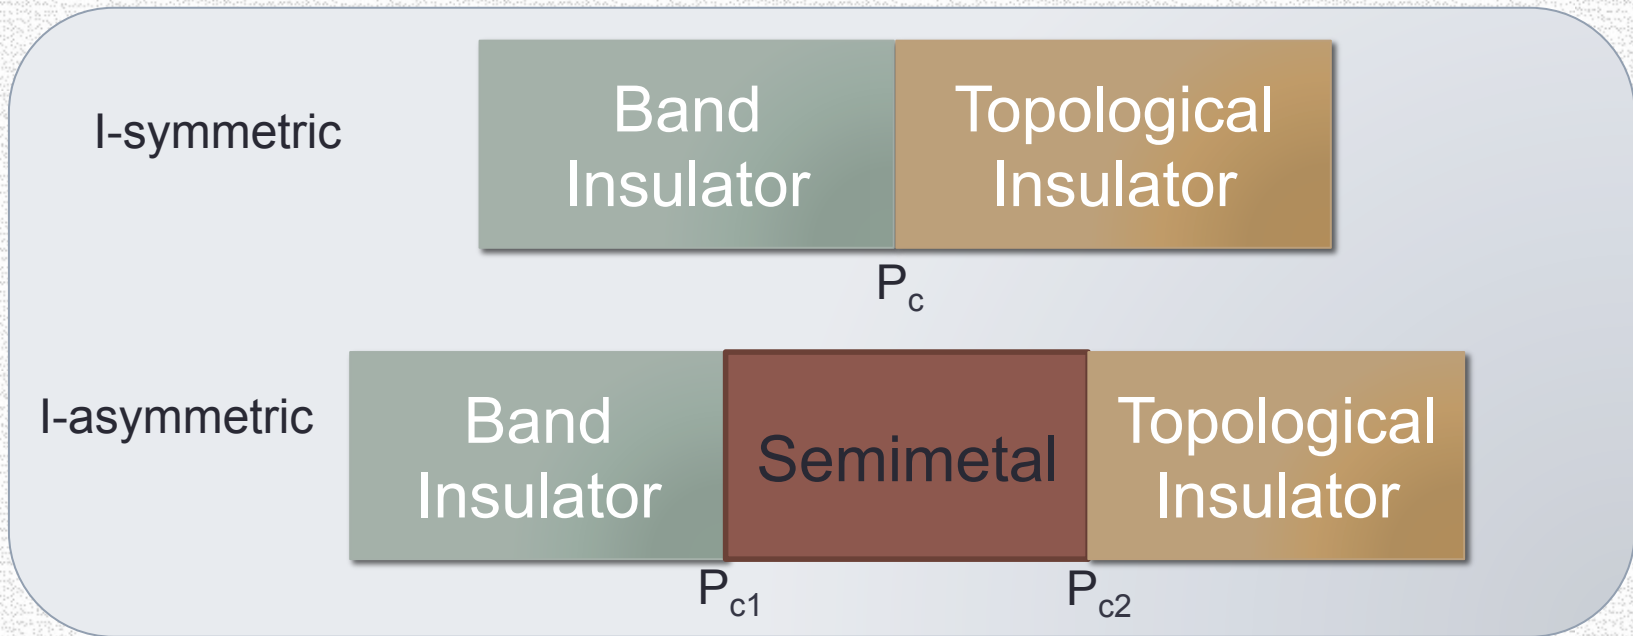 I-symmetric
Band
Insulator
Topological
Insulator
Pc
I-asymmetric
Band
Insulator
Semimetal
Topological
Insulator
Pc1
Pc2